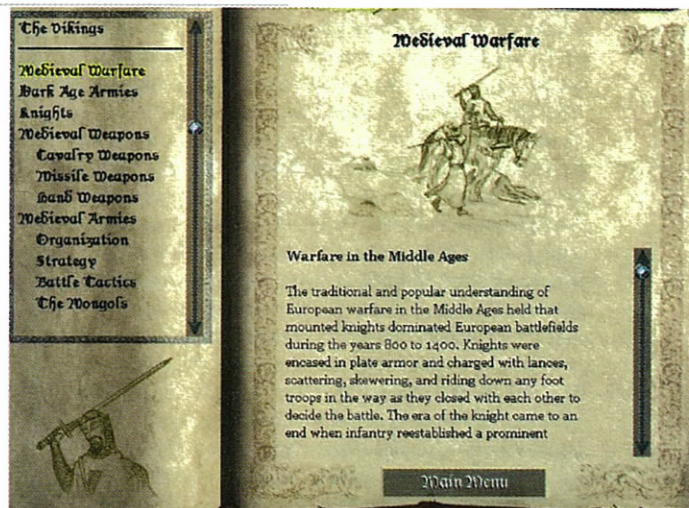 The Vikings
Medieval Warfare
Dark Age Armies
Knights
Medieval Weapons
Cavalry Weapons
Missile Weapons
Hand Weapons
Medieval Armies
Organization
Strategy
Battle Tactics
The Mongols
Medieval Warfare
Warfare in the Middle Ages
The traditional and popular understanding of
European warfare in the Middle Ages held that
mounted knights dominated European battlefields
during the years 800 to 1400. Knights were
encased in plate armor and charged with lances,
scattering, skewering, and riding down any foot
troops in the way as they closed with each other to
decide the battle. The era of the knight came to an
end when infantry reestablished a prominent
Main Menu